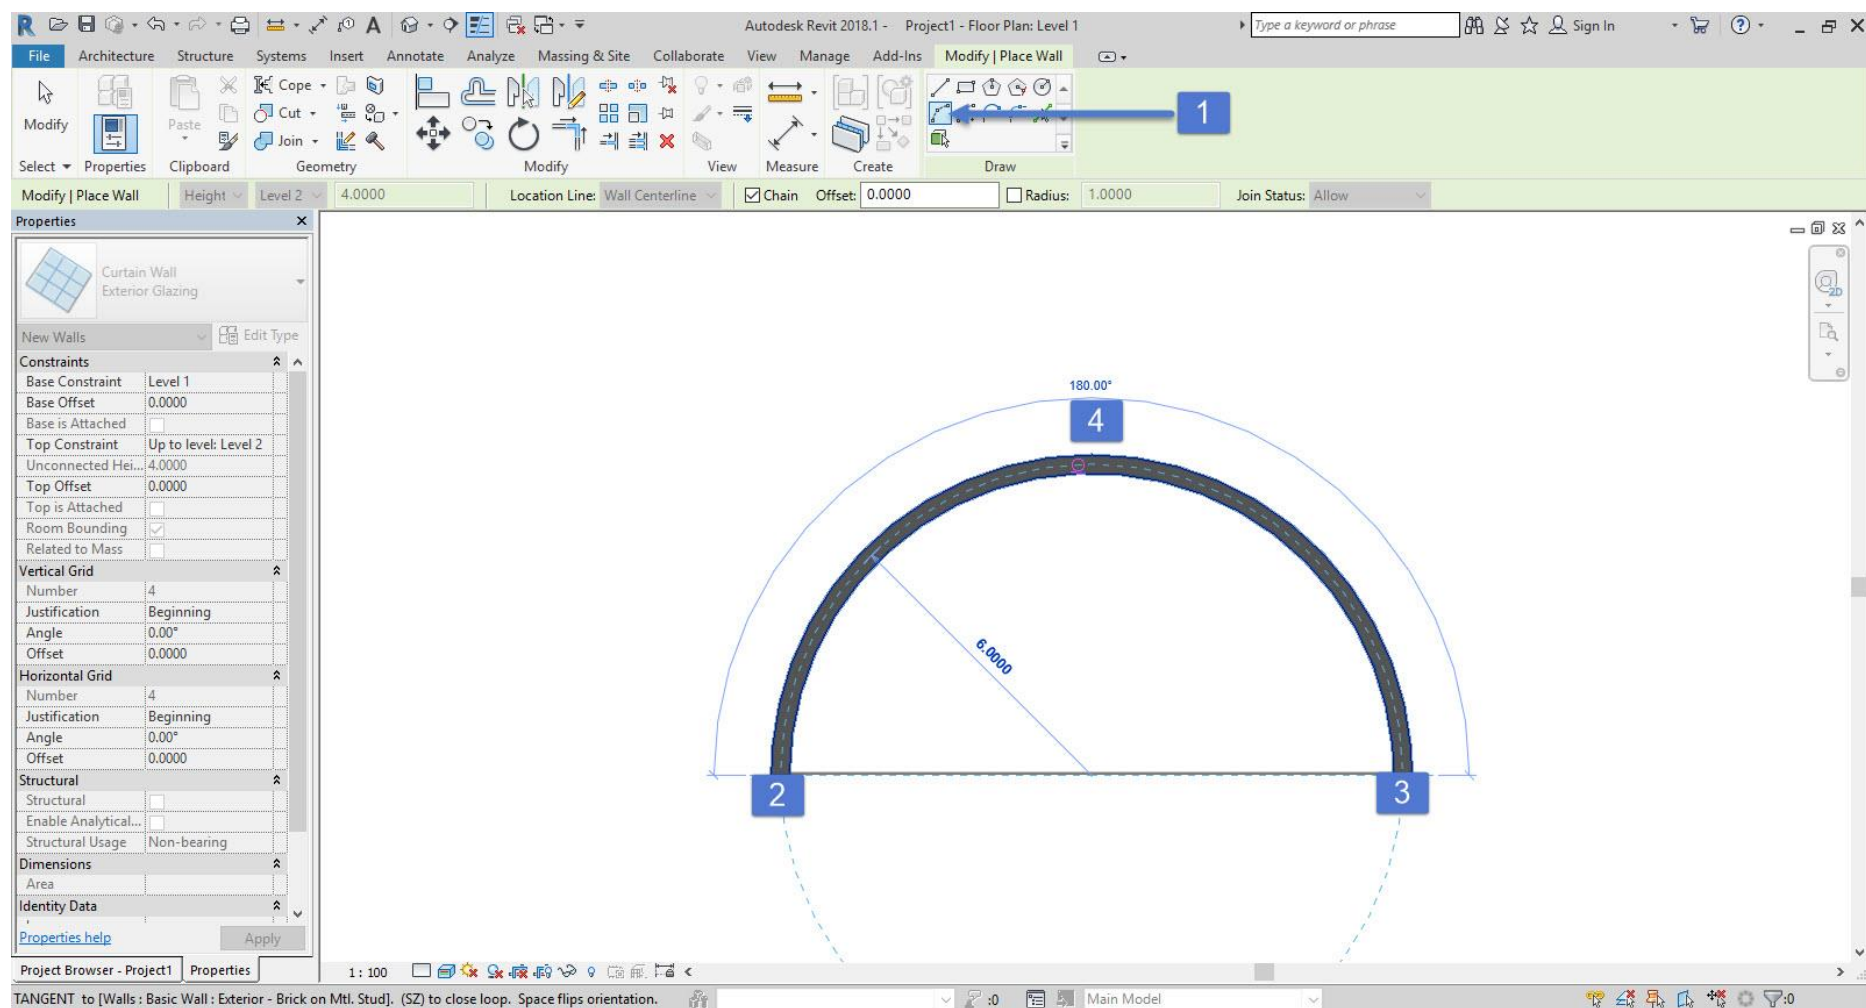 Autodesk Revit 2018.1 - Project1 - Floor Plan: Level 1
Type a keyword or phrase
Sign In
File Architecture Structure Systems Insert Annotate Analyze Massing & Site Collaborate View Manage Add-Ins Modify | Place Wall
Modify
Paste
Cope
Cut
Join
1
Select Properties Clipboard Geometry Modify View Measure Create Draw
Modify | Place Wall Height Level 2 4.0000 Location Line: Wall Centerline Chain Offset: 0.0000 Radius: 1.0000 Join Status: Allow
Properties
Curtain Wall
Exterior Glazing
New Walls Edit Type
Constraints
Base Constraint Level 1
Base Offset 0.0000
Base is Attached
Top Constraint Up to level: Level 2
Unconnected Hei... 4.0000
Top Offset 0.0000
Top is Attached
Room Bounding
Related to Mass
Vertical Grid
Number 4
Justification Beginning
Angle 0.00°
Offset 0.0000
Horizontal Grid
Number 4
Justification Beginning
Angle 0.00°
Offset 0.0000
Structural
Structural
Enable Analytical...
Structural Usage Non-bearing
Dimensions
Area
Identity Data
Properties help Apply
Project Browser - Project1 Properties
2D
180.00°
4
6.0000
2
3
1 : 100
TANGENT to [Walls : Basic Wall : Exterior - Brick on Mtl. Stud]. (SZ) to close loop. Space flips orientation.
:0 Main Model :0